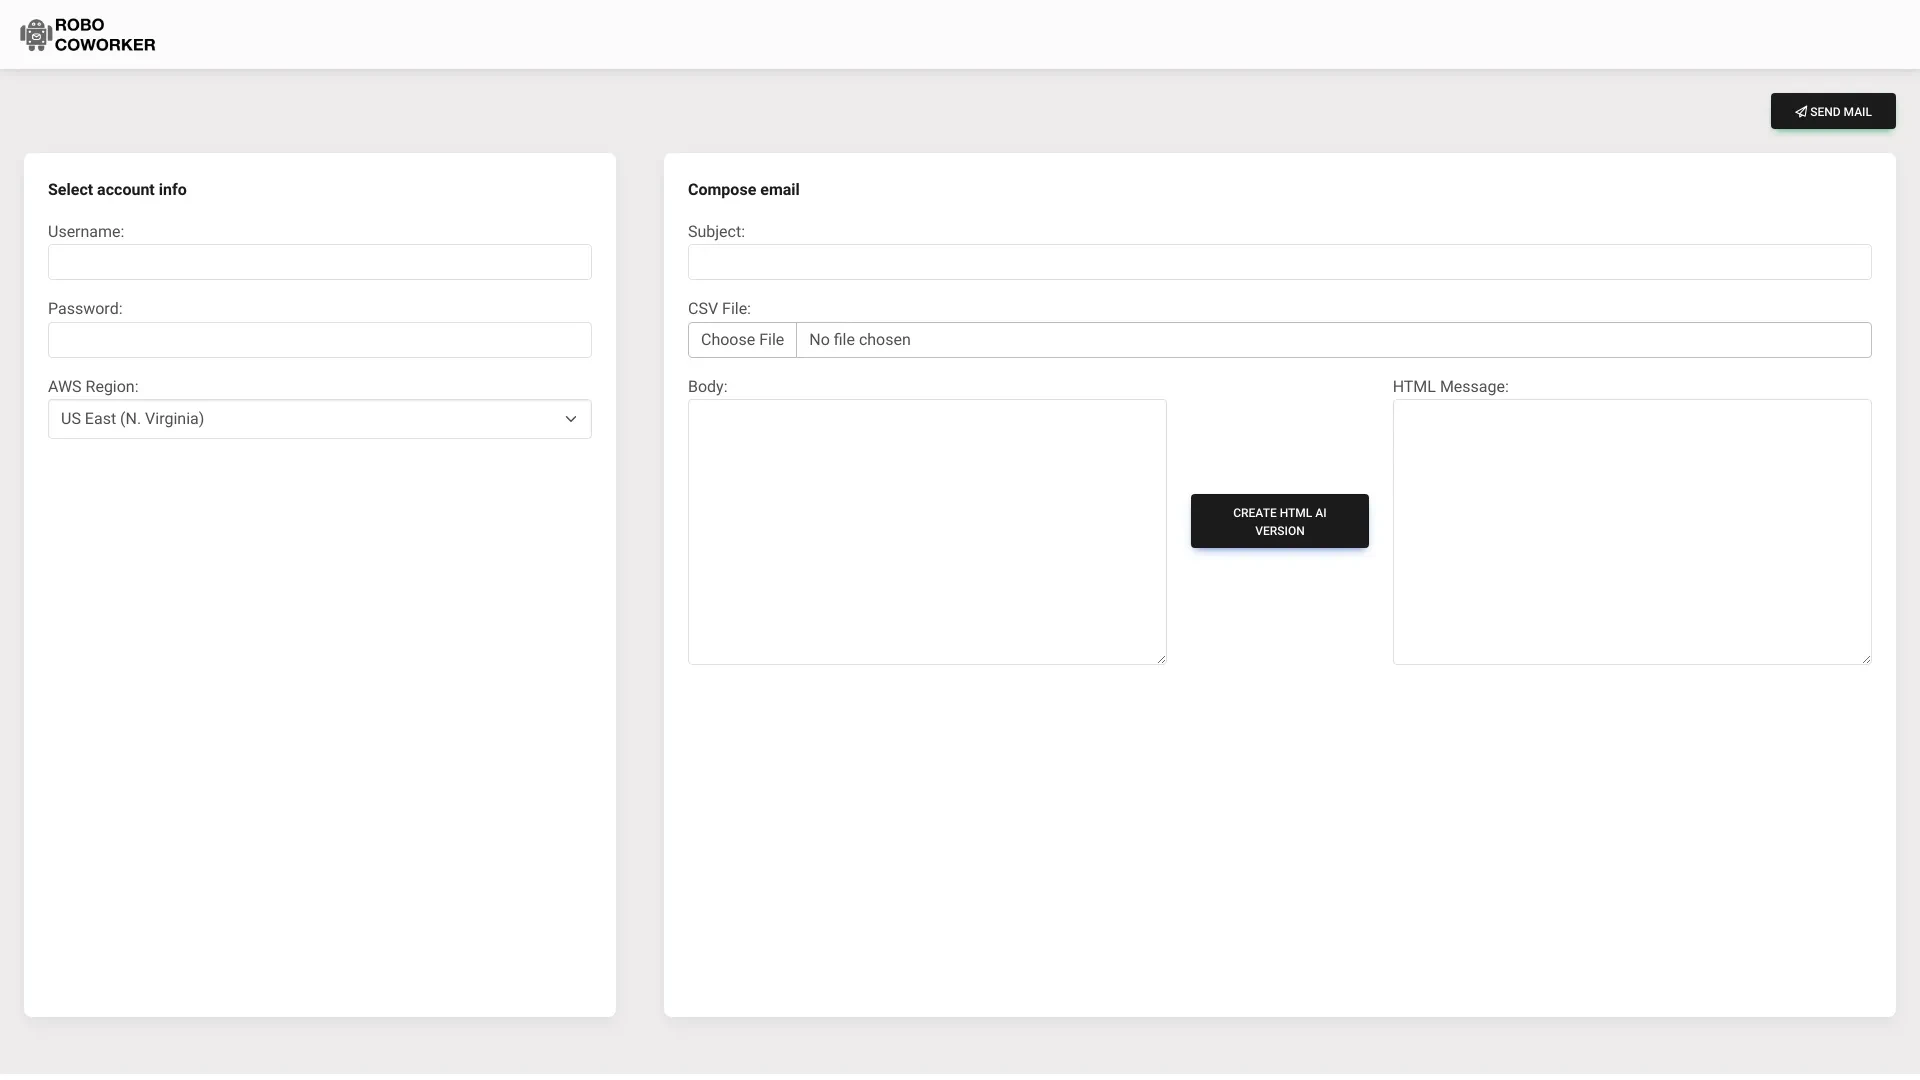 ROBO
COWORKER
SEND MAIL
Select account info
Username:
Password:
AWS Region:
US East (N. Virginia)
Compose email
Subject:
CSV File:
Choose File
No file chosen
Body:
CREATE HTML AI
VERSION
HTML Message: